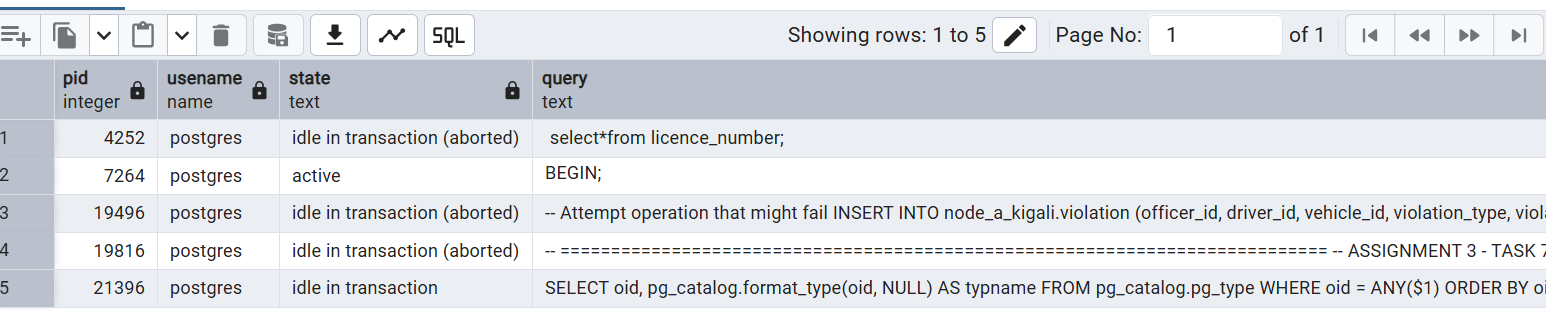 SQL Showing rows: 1 to 5 Page No: 1 of 1
pid usename state query
integer name text text
1 4252 postgres idle in transaction (aborted) select*from licence_number;
2 7264 postgres active BEGIN;
3 19496 postgres idle in transaction (aborted) -- Attempt operation that might fail INSERT INTO node_a_kigali.violation (officer_id, driver_id, vehicle_id, violation_type, viola
4 19816 postgres idle in transaction (aborted) -- ============================================================================ -- ASSIGNMENT 3 - TASK 7
5 21396 postgres idle in transaction SELECT oid, pg_catalog.format_type(oid, NULL) AS typname FROM pg_catalog.pg_type WHERE oid = ANY($1) ORDER BY oi